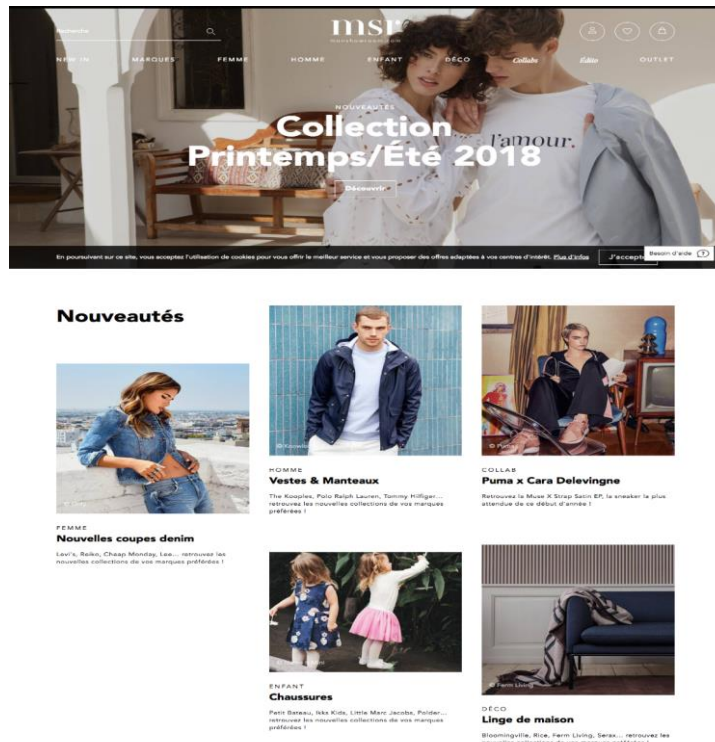 Recherche
msr
monshowroom.com
NEW IN MARQUES FEMME HOMME ENFANT DÉCO Collabs Édito OUTLET
NOUVEAUTÉS
Collection
Printemps/Été 2018
l'amour.
Découvrir
En poursuivant sur ce site, vous acceptez l'utilisation de cookies pour vous offrir le meilleur service et vous proposer des offres adaptées à vos centres d'intérêt. Plus d'infos
J'accepte
Besoin d'aide ?
Nouveautés
FEMME
Nouvelles coupes denim
Levi's, Reiko, Cheap Monday, Lee... retrouvez les
nouvelles collections de vos marques préférées !
HOMME
Vestes & Manteaux
The Kooples, Polo Ralph Lauren, Tommy Hilfiger...
retrouvez les nouvelles collections de vos marques
préférées !
© Puma
COLLAB
Puma x Cara Delevingne
Retrouvez la Muse X Strap Satin EP, la sneaker la plus
attendue de ce début d'année !
ENFANT
Chaussures
Petit Bateau, Ikks Kids, Little Marc Jacobs, Polder...
retrouvez les nouvelles collections de vos marques
préférées !
© Ferm Living
DÉCO
Linge de maison
Bloomingville, Rice, Ferm Living, Serax... retrouvez les